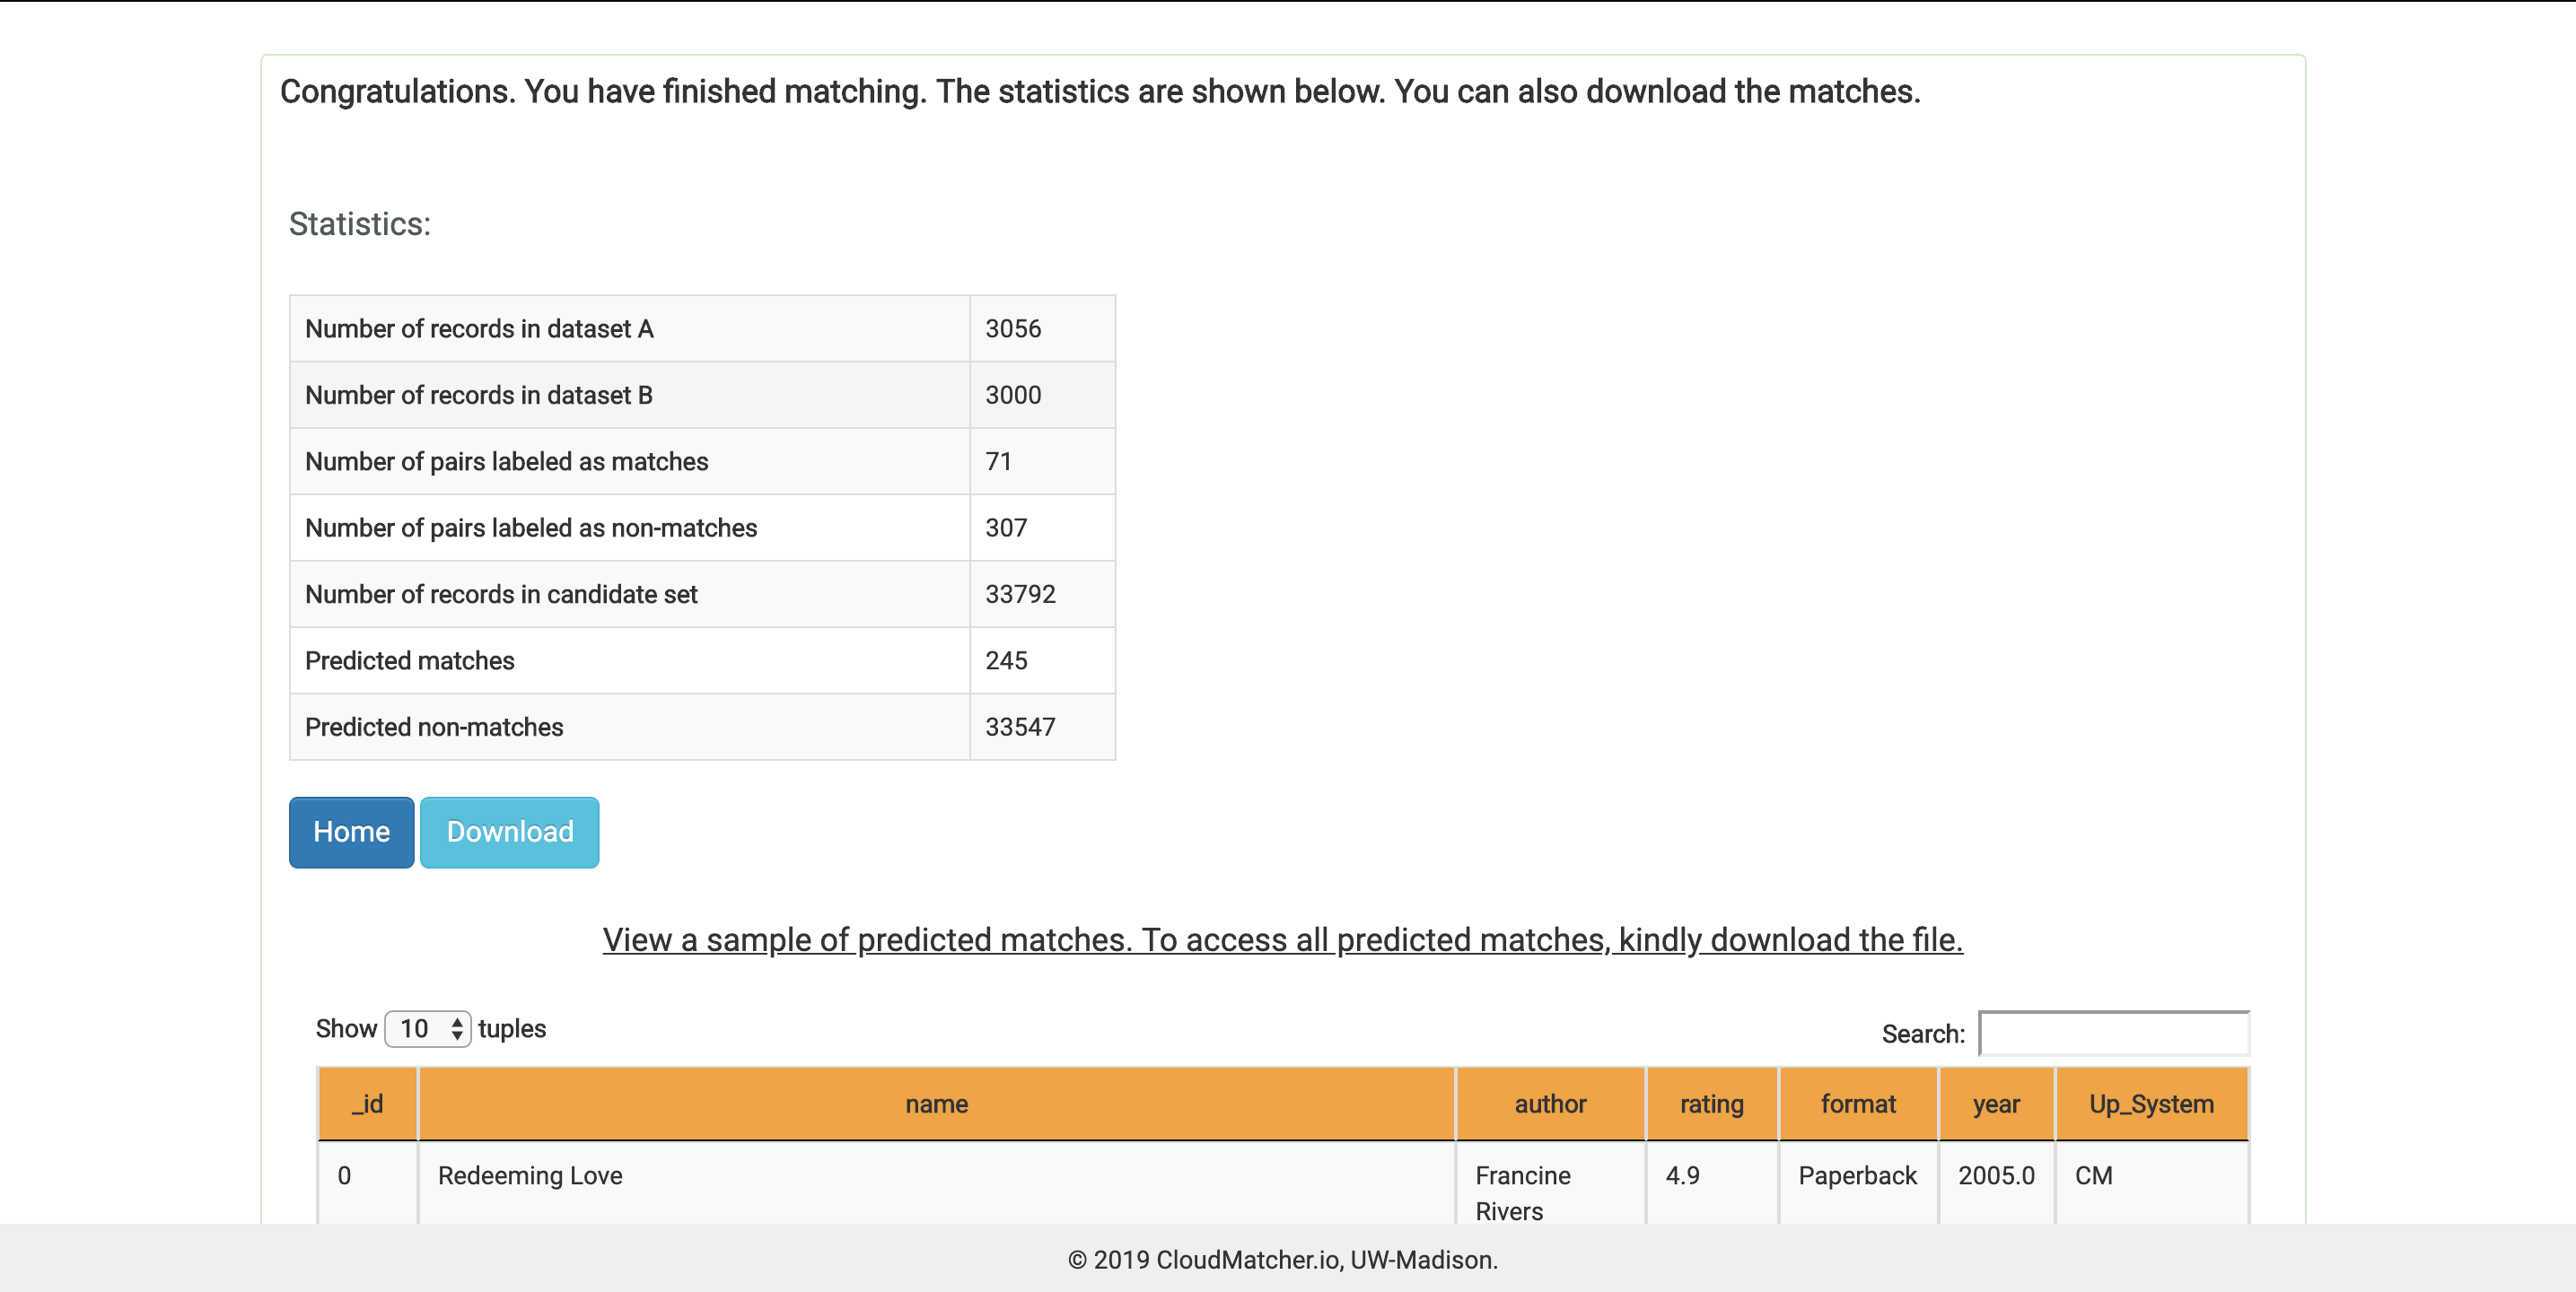 Congratulations. You have finished matching. The statistics are shown below. You can also download the matches.
Statistics:
Number of records in dataset A 3056
Number of records in dataset B 3000
Number of pairs labeled as matches 71
Number of pairs labeled as non-matches 307
Number of records in candidate set 33792
Predicted matches 245
Predicted non-matches 33547
Home Download
View a sample of predicted matches. To access all predicted matches, kindly download the file.
Show 10 tuples Search:
_id name author rating format year Up_System
0 Redeeming Love Francine 4.9 Paperback 2005.0 CM
Rivers
© 2019 CloudMatcher.io, UW-Madison.